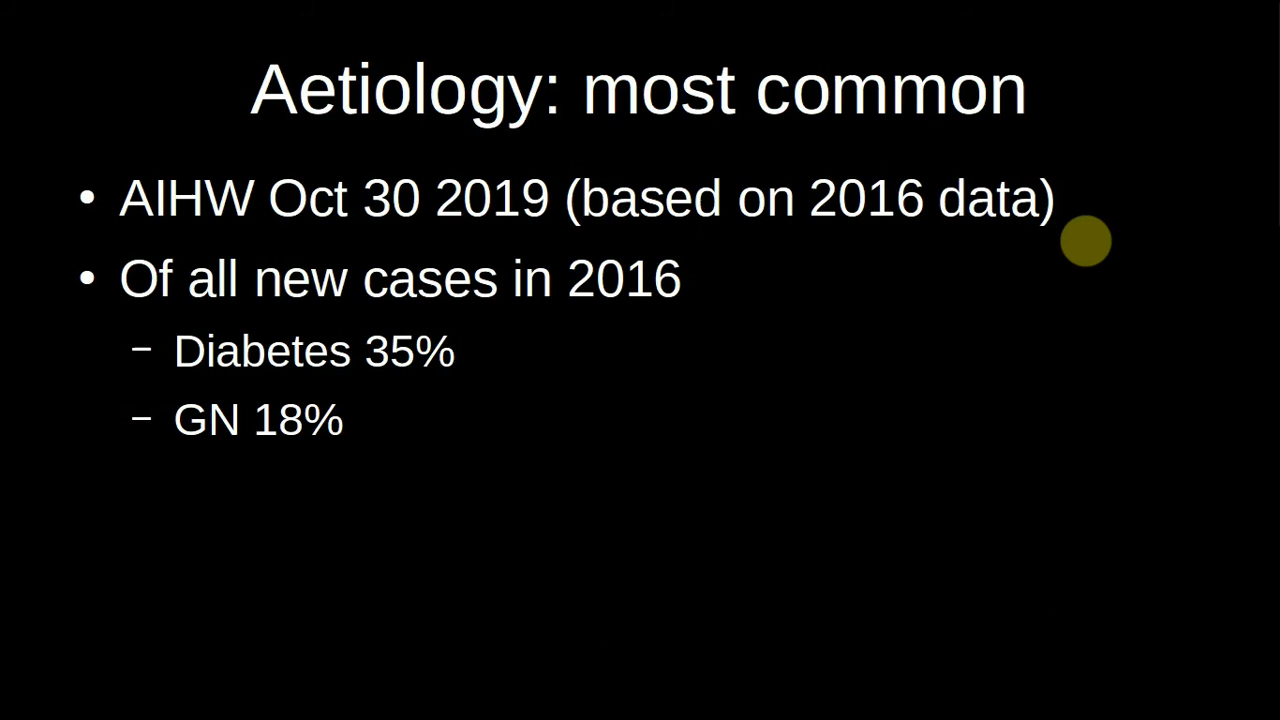 Aetiology: most common
• AIHW Oct 30 2019 (based on 2016 data)
• Of all new cases in 2016
– Diabetes 35%
– GN 18%